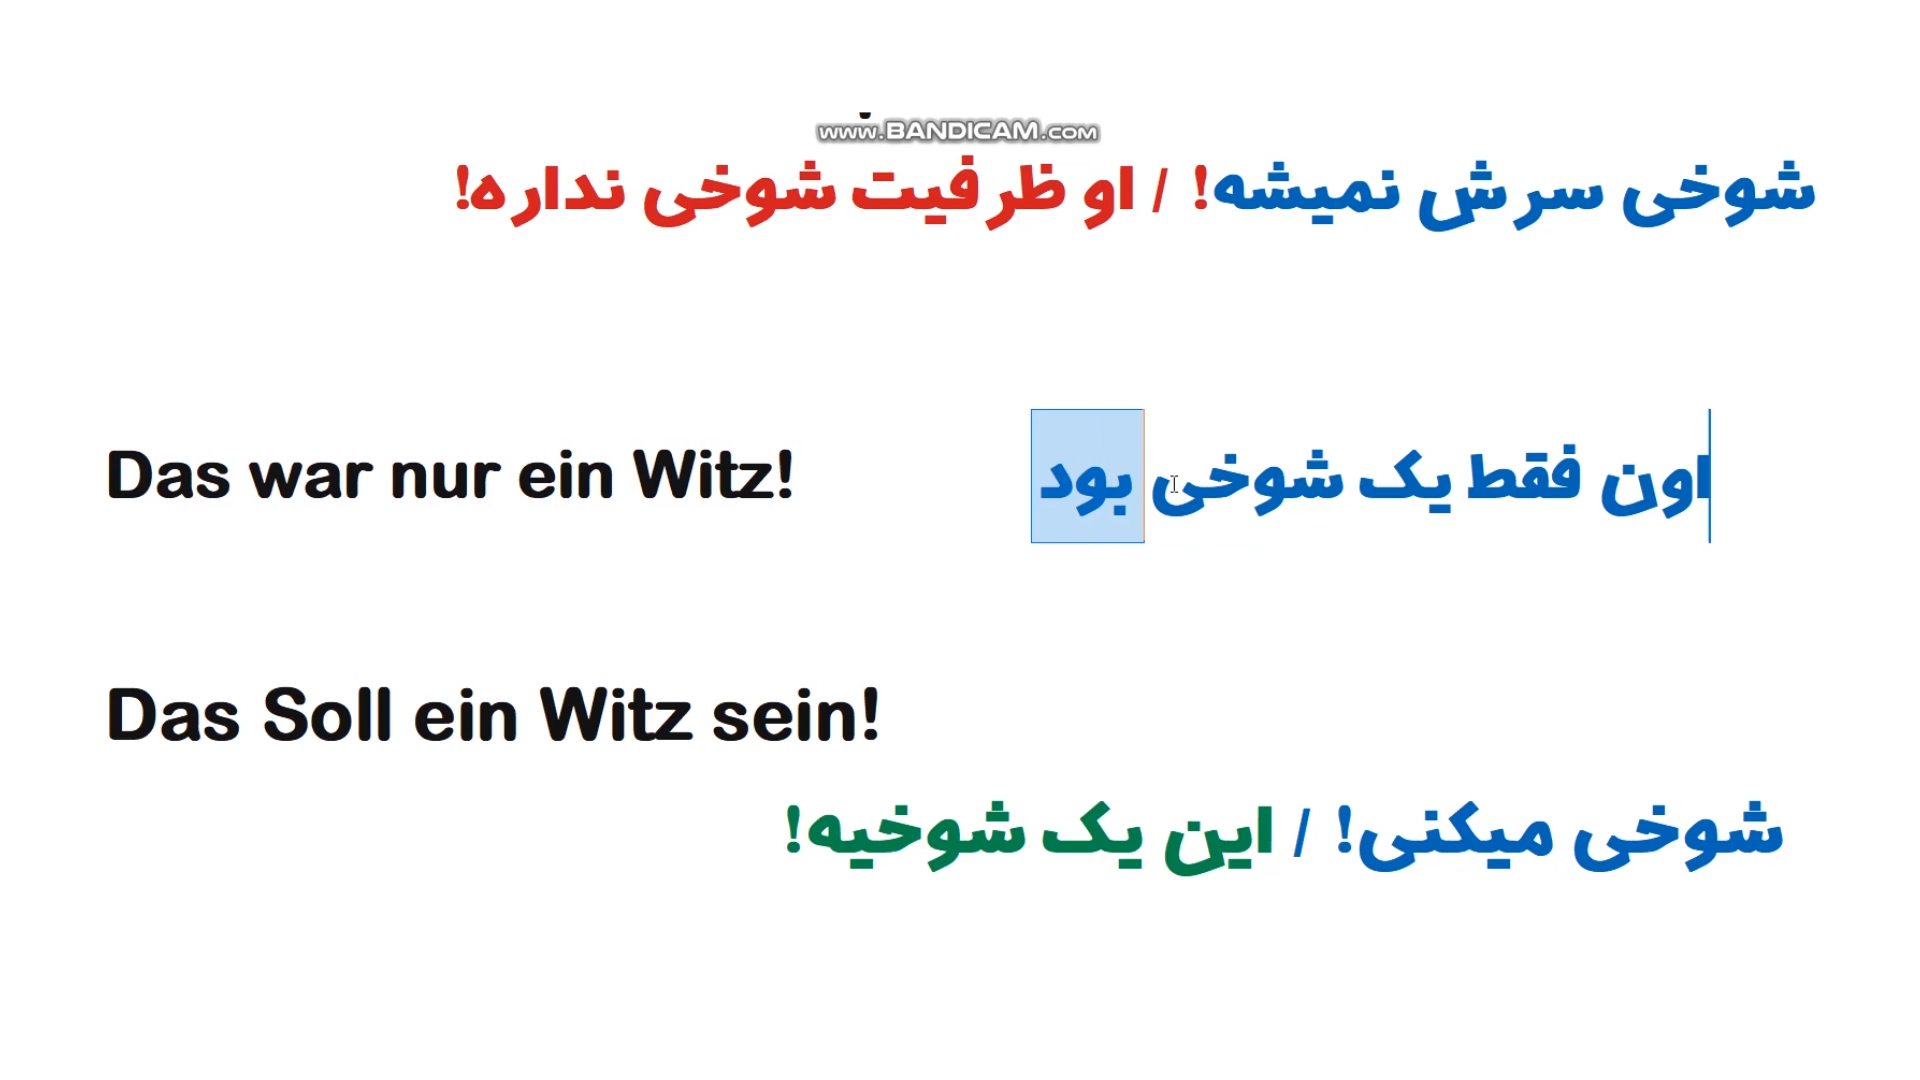 www.BANDICAM.com
شوخی سرش نمیشه! / او ظرفیت شوخی نداره!
Das war nur ein Witz!
اون فقط یک شوخی بود
Das Soll ein Witz sein!
شوخی میکنی! / این یک شوخیه!